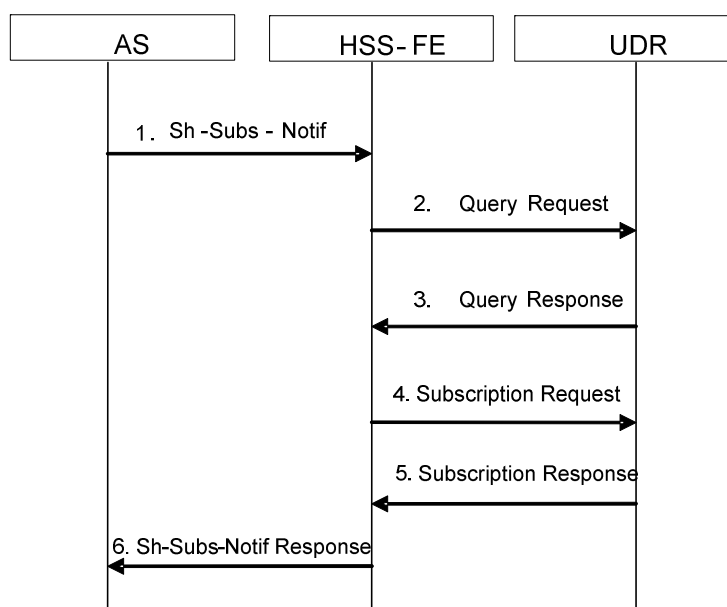 AS HSS-FE UDR
1. Sh -Subs - Notif
2. Query Request
3. Query Response
4. Subscription Request
5. Subscription Response
6. Sh-Subs-Notif Response